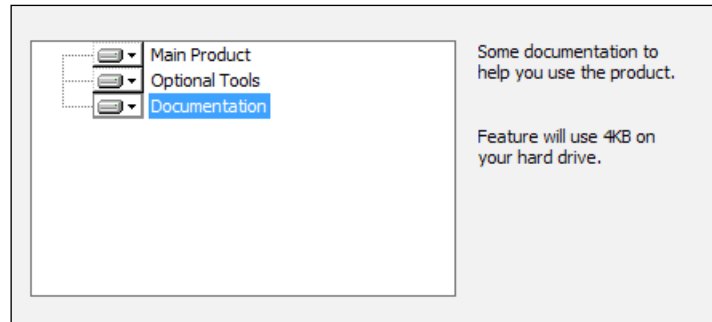 Main Product
Optional Tools
Documentation
Some documentation to
help you use the product.
Feature will use 4KB on
your hard drive.